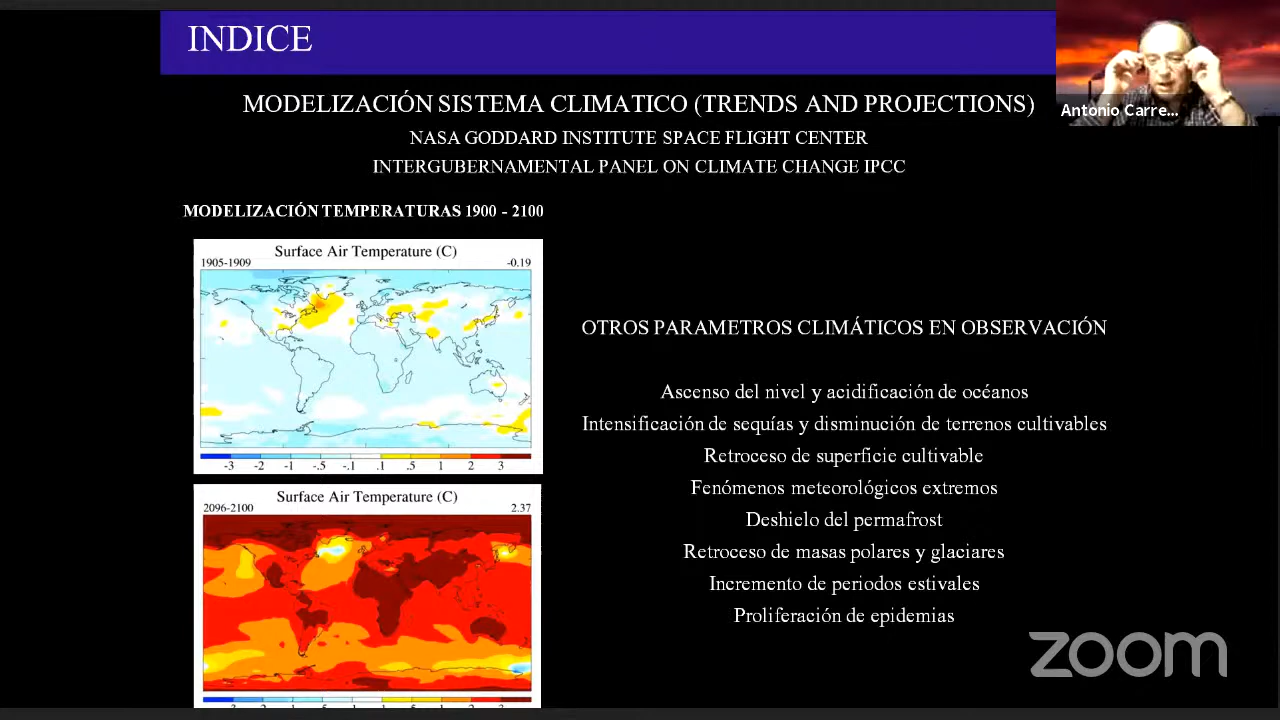 INDICE
Antonio Carre...
MODELIZACIÓN SISTEMA CLIMATICO (TRENDS AND PROJECTIONS)
NASA GODDARD INSTITUTE SPACE FLIGHT CENTER
INTERGUBERNAMENTAL PANEL ON CLIMATE CHANGE IPCC
MODELIZACIÓN TEMPERATURAS 1900 - 2100
Surface Air Temperature (C)
1905-1909 -0.19
-3 -2 -1 -.5 -.1 .1 .5 1 2 3
Surface Air Temperature (C)
2096-2100 2.37
OTROS PARAMETROS CLIMÁTICOS EN OBSERVACIÓN
Ascenso del nivel y acidificación de océanos
Intensificación de sequías y disminución de terrenos cultivables
Retroceso de superficie cultivable
Fenómenos meteorológicos extremos
Deshielo del permafrost
Retroceso de masas polares y glaciares
Incremento de periodos estivales
Proliferación de epidemias
zoom